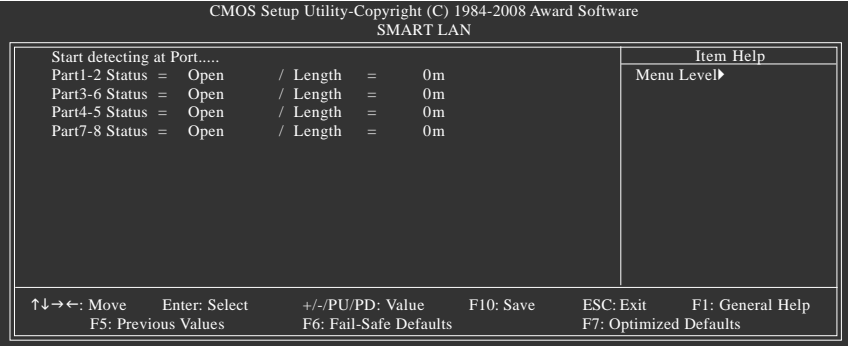 CMOS Setup Utility-Copyright (C) 1984-2008 Award Software
SMART LAN
Start detecting at Port.....
Part1-2 Status = Open / Length = 0m
Part3-6 Status = Open / Length = 0m
Part4-5 Status = Open / Length = 0m
Part7-8 Status = Open / Length = 0m
Item Help
Menu Level▶
↑↓→←: Move Enter: Select +/-/PU/PD: Value F10: Save ESC: Exit F1: General Help
F5: Previous Values F6: Fail-Safe Defaults F7: Optimized Defaults